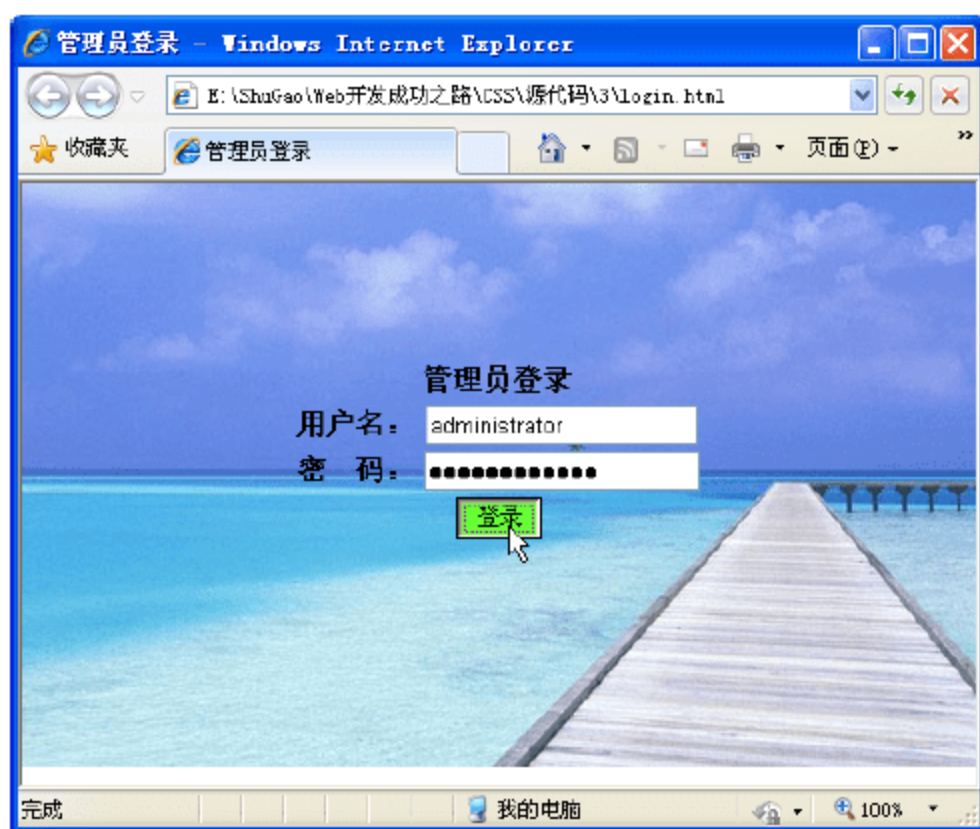 管理员登录 - Windows Internet Explorer
E:\ShuGao\Web开发成功之路\CSS\源代码\3\login.html
收藏夹 管理员登录 页面(P) »
管理员登录
用户名： administrator
密 码： ●●●●●●●●●●●●
登录
完成 我的电脑 100%